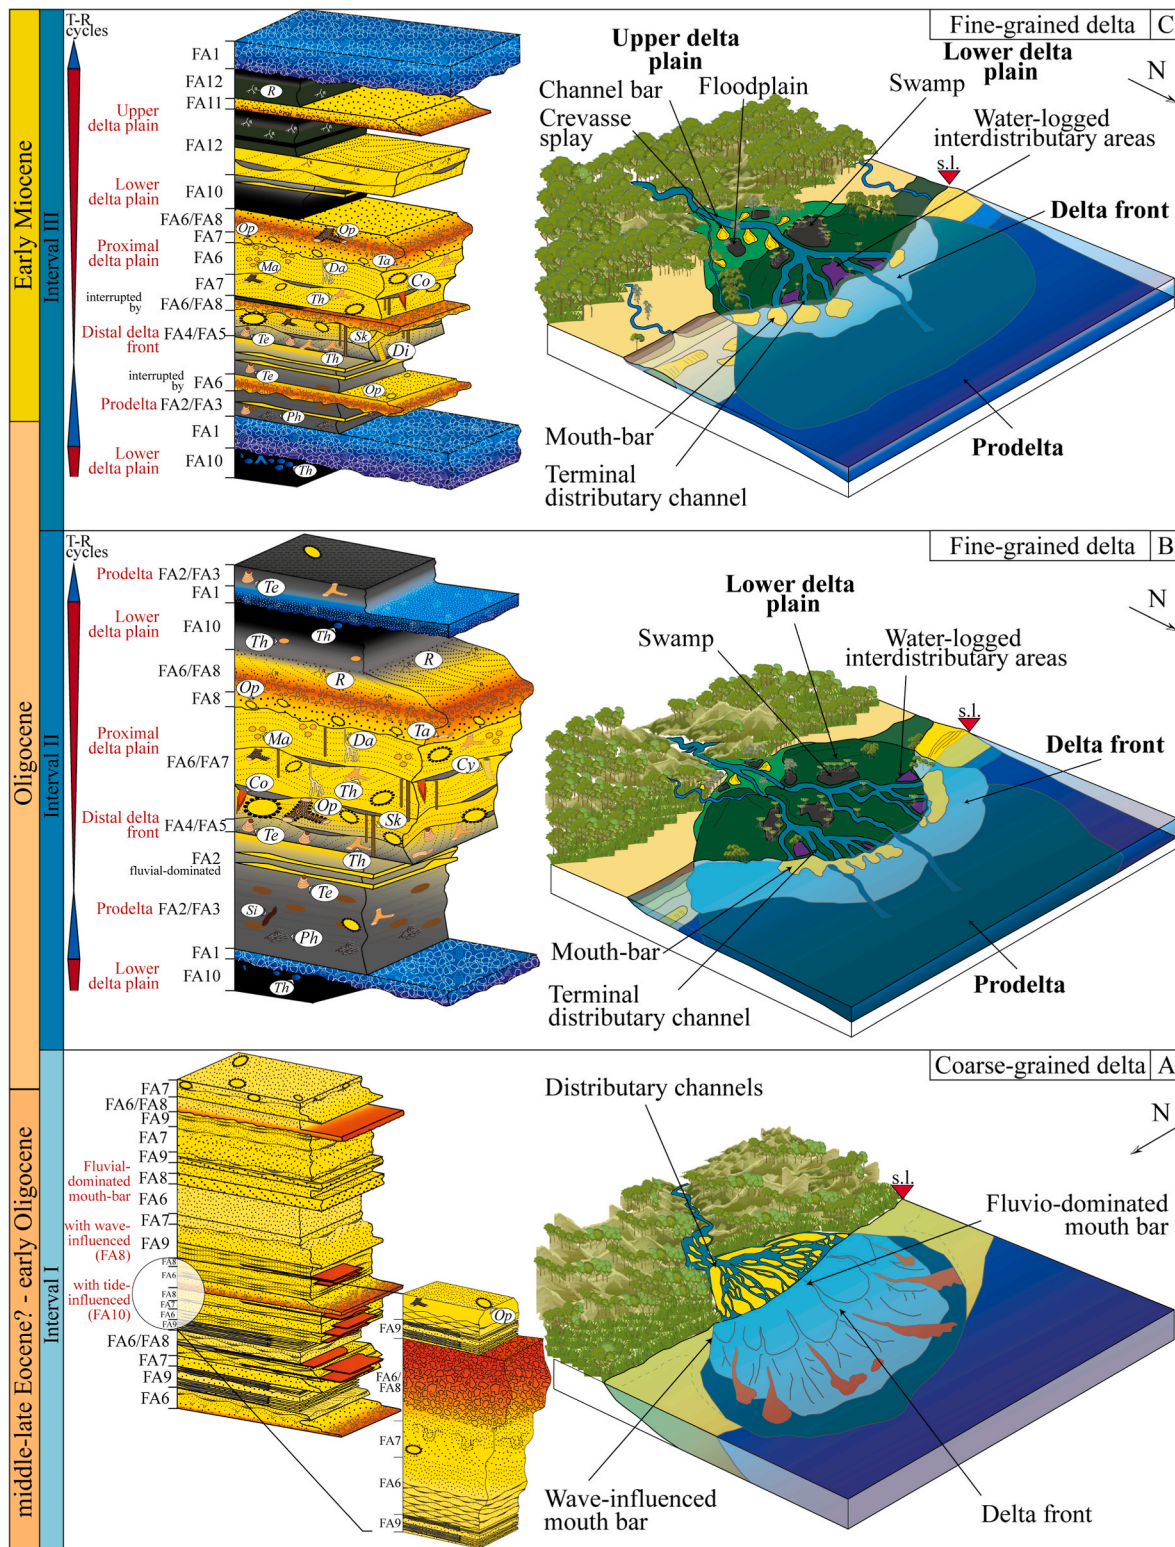 Early Miocene
Oligocene
middle-late Eocene? - early Oligocene
Interval III
Interval II
Interval I
T-R
cycles
FA1
FA12
R
FA11
Upper
delta plain
FA12
Lower
delta plain
FA10
FA6/FA8
Op
Op
FA7
Proximal
delta plain
FA6
Ta
Ma
Da
Co
FA7
Th
interrupted
by
FA6/FA8
Distal delta
front
FA4/FA5
Sk
Te
Th
Di
interrupted
by
Te
FA6
Op
Prodelta
FA2/FA3
Ph
FA1
Lower
delta plain
FA10
Th
Fine-grained delta
C
N
Upper delta
plain
Lower delta
plain
Channel bar
Floodplain
Swamp
Crevasse
splay
Water-logged
interdistributary areas
s.l.
Delta front
Mouth-bar
Terminal
distributary channel
Prodelta
T-R
cycles
Prodelta
FA2/FA3
Te
FA1
Lower
delta plain
FA10
Th
Th
R
FA6/FA8
R
Op
FA8
Ta
Proximal
delta plain
Ma
Da
FA6/FA7
Cy
Co
Th
Op
Distal delta
front
FA4/FA5
Sk
Te
Th
FA2
fluvial-dominated
Te
Prodelta
FA2/FA3
Si
Ph
FA1
Lower
delta plain
FA10
Th
Fine-grained delta
B
N
Lower delta
plain
Swamp
Water-logged
interdistributary areas
s.l.
Delta front
Mouth-bar
Terminal
distributary channel
Prodelta
FA7
FA6/FA8
FA9
FA7
FA9
Fluvial-
dominated
mouth-bar
FA8
FA6
FA7
with wave-
influenced
(FA8)
FA9
FA8
FA6
with tide-
influenced
(FA10)
FA8
FA7
FA6
FA9
FA6/FA8
FA7
FA9
FA6
Op
FA9
FA6/
FA8
FA7
FA6
FA9
Coarse-grained delta
A
N
Distributary channels
s.l.
Fluvio-dominated
mouth bar
Wave-influenced
mouth bar
Delta front